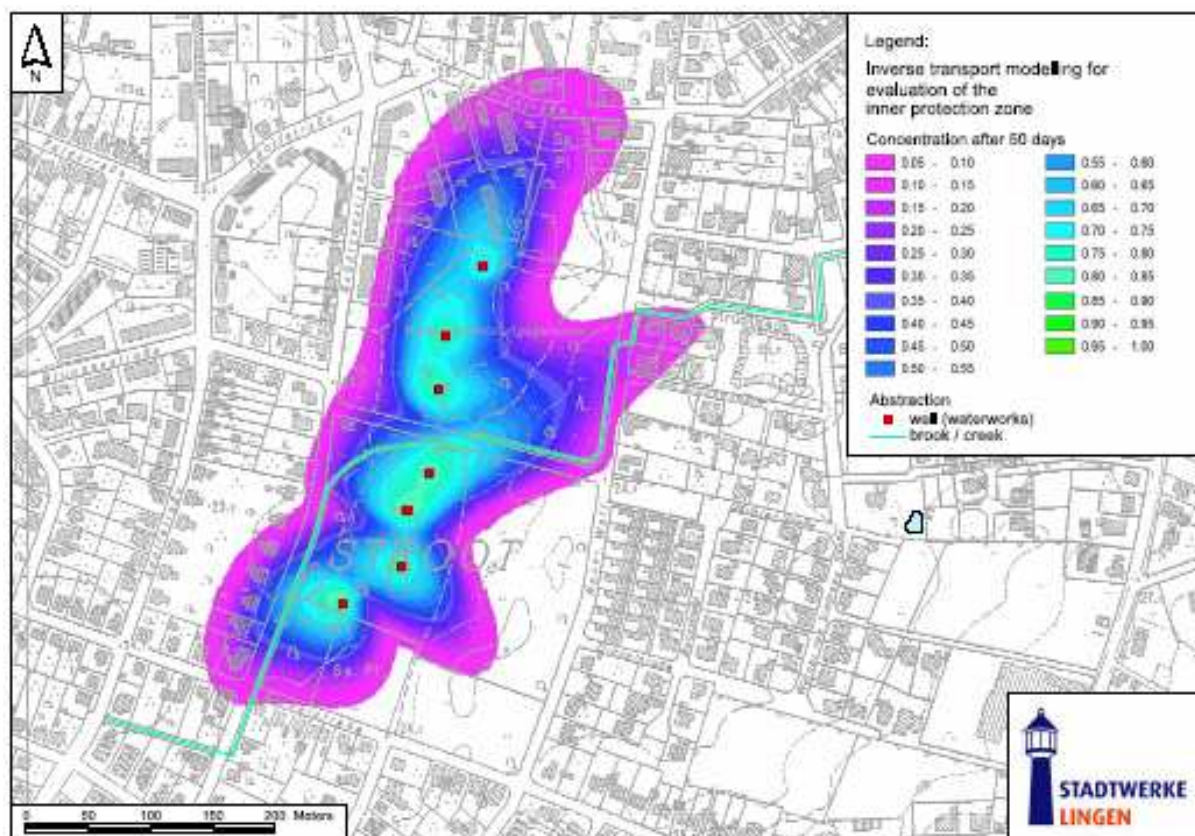 N
Legend:
Inverse transport modelling for
evaluation of the
inner protection zone
Concentration after 50 days
0.05 - 0.10
0.10 - 0.15
0.15 - 0.20
0.20 - 0.25
0.25 - 0.30
0.30 - 0.35
0.35 - 0.40
0.40 - 0.45
0.45 - 0.50
0.50 - 0.55
0.55 - 0.60
0.60 - 0.65
0.65 - 0.70
0.70 - 0.75
0.75 - 0.80
0.80 - 0.85
0.85 - 0.90
0.90 - 0.95
0.95 - 1.00
Abstraction
well (waterworks)
brook / creek
STROOT
0 50 100 150 200 Meters
STADTWERKE
LINGEN